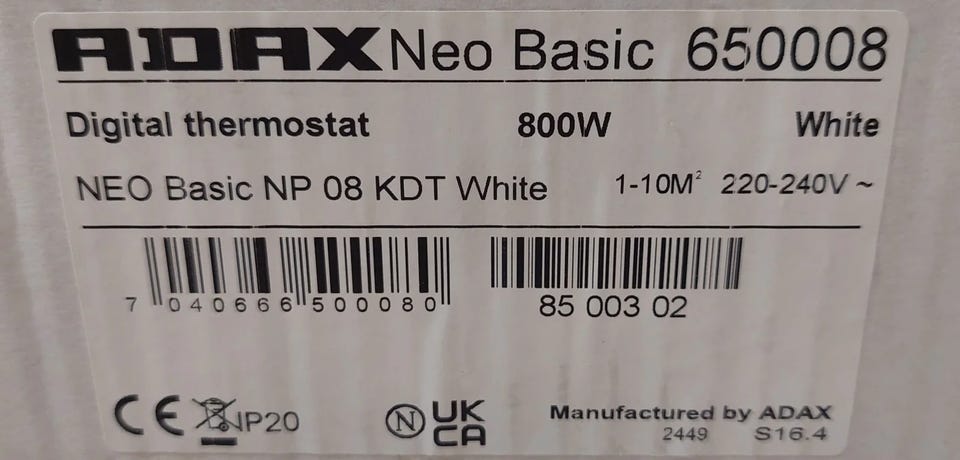 ADAX Neo Basic 650008
Digital thermostat 800W White
NEO Basic NP 08 KDT White 1-10M² 220-240V ~
7 040666 500080
85 003 02
CE IP20 N UK CA Manufactured by ADAX
2449 S16.4